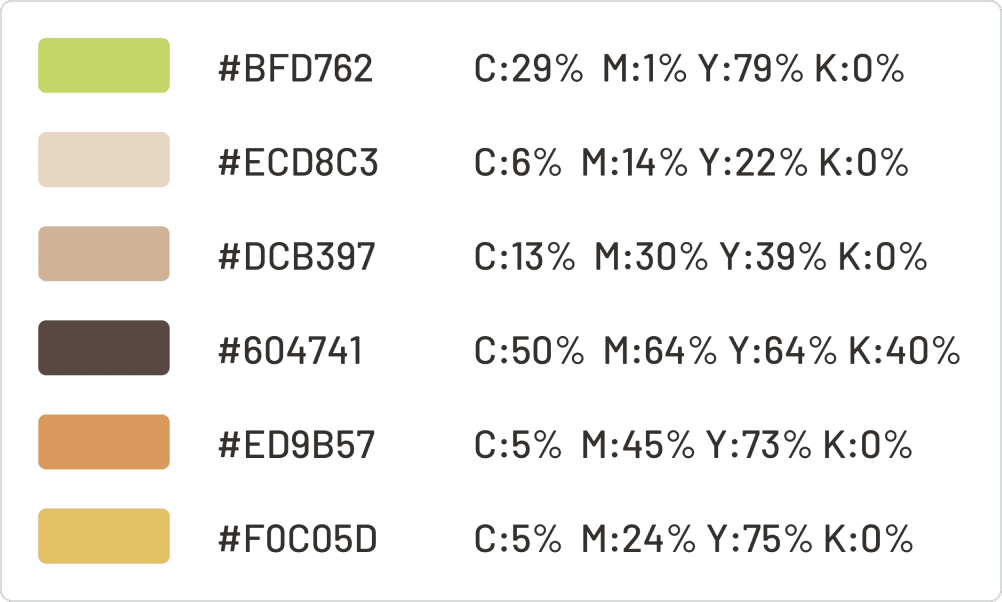 #BFD762 C:29% M:1% Y:79% K:0%
#ECD8C3 C:6% M:14% Y:22% K:0%
#DCB397 C:13% M:30% Y:39% K:0%
#604741 C:50% M:64% Y:64% K:40%
#ED9B57 C:5% M:45% Y:73% K:0%
#F0C05D C:5% M:24% Y:75% K:0%